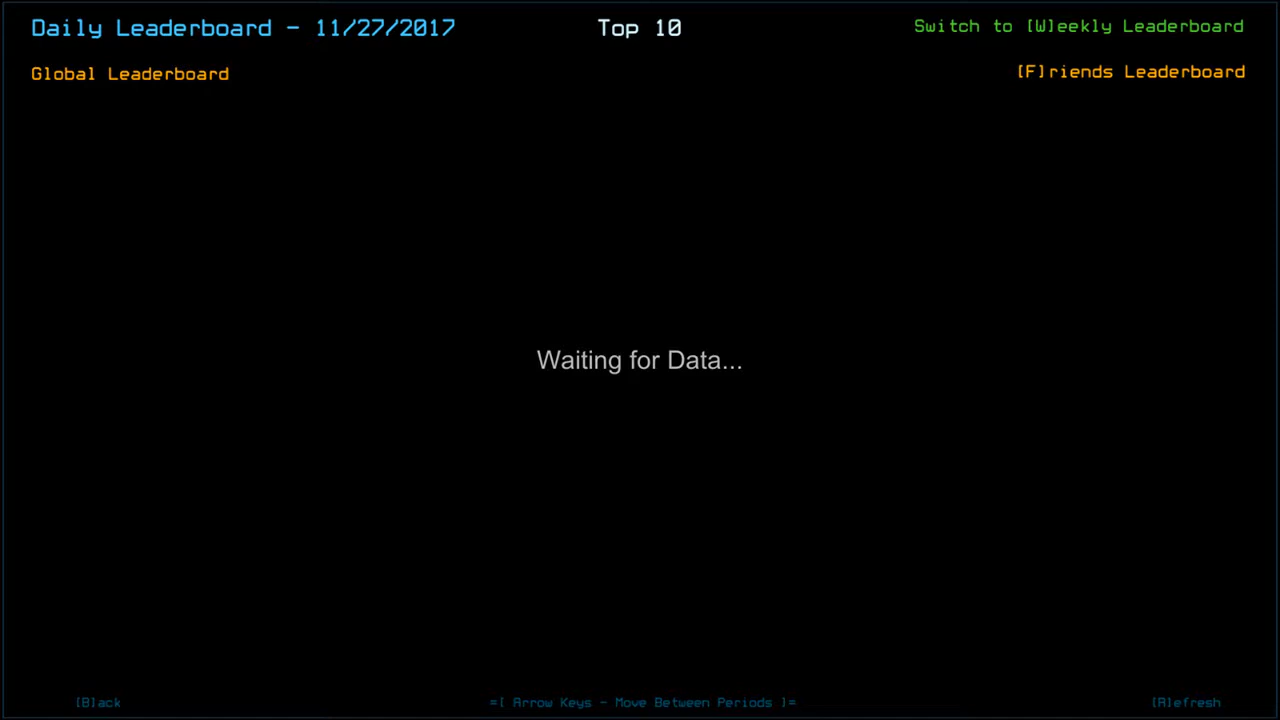 Daily Leaderboard - 11/27/2017 Top 10 Switch to [W]eekly Leaderboard
Global Leaderboard [F]riends Leaderboard
Waiting for Data...
[B]ack =[ Arrow Keys - Move Between Periods ]= [R]efresh